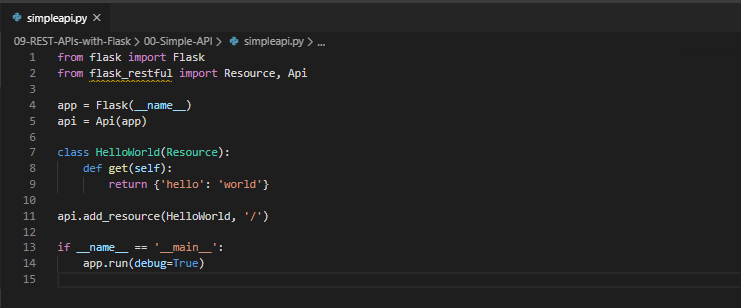 simpleapi.py ×
09-REST-APIs-with-Flask > 00-Simple-API > simpleapi.py > ...
1 from flask import Flask
2 from flask_restful import Resource, Api
3
4 app = Flask(__name__)
5 api = Api(app)
6
7 class HelloWorld(Resource):
8     def get(self):
9         return {'hello': 'world'}
10
11 api.add_resource(HelloWorld, '/')
12
13 if __name__ == '__main__':
14     app.run(debug=True)
15